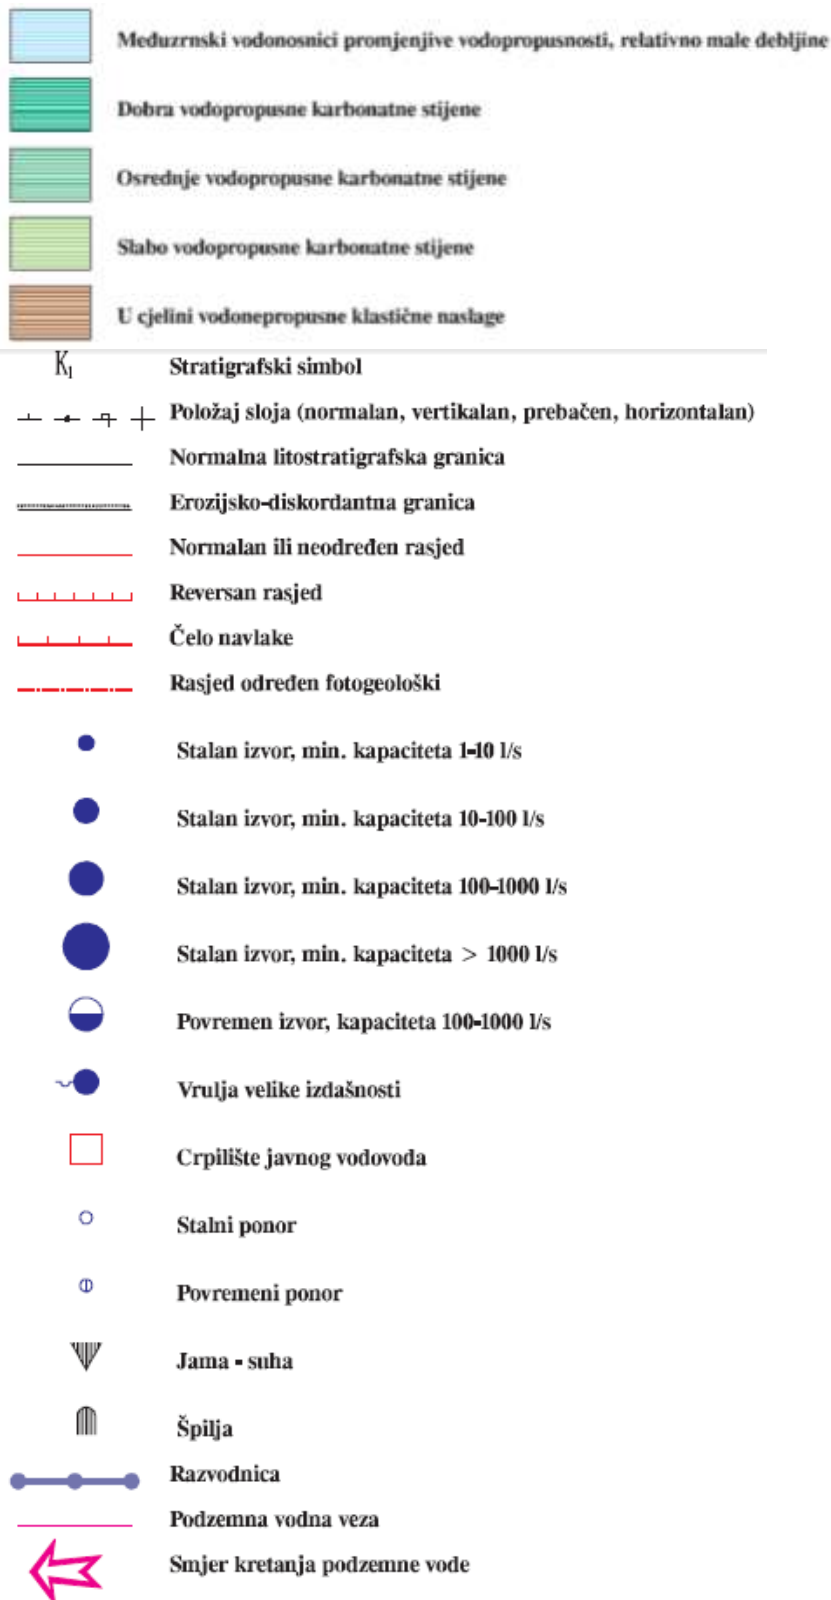 Međuzrnski vodonosnici promjenjive vodopropusnosti, relativno male debljine
Dobra vodopropusne karbonatne stijene
Osrednje vodopropusne karbonatne stijene
Slabo vodopropusne karbonatne stijene
U cjelini vodonepropusne klastične naslage
K₁ Stratigrafski simbol
Položaj sloja (normalan, vertikalan, prebačen, horizontalan)
Normalna litostratigrafska granica
Erozijsko-diskordantna granica
Normalan ili neodređen rasjed
Reversan rasjed
Čelo navlake
Rasjed određen fotogeološki
Stalan izvor, min. kapaciteta 1-10 l/s
Stalan izvor, min. kapaciteta 10-100 l/s
Stalan izvor, min. kapaciteta 100-1000 l/s
Stalan izvor, min. kapaciteta > 1000 l/s
Povremen izvor, kapaciteta 100-1000 l/s
Vrulja velike izdašnosti
Crpilište javnog vodovoda
Stalni ponor
Povremeni ponor
Jama - suha
Špilja
Razvodnica
Podzemna vodna veza
Smjer kretanja podzemne vode